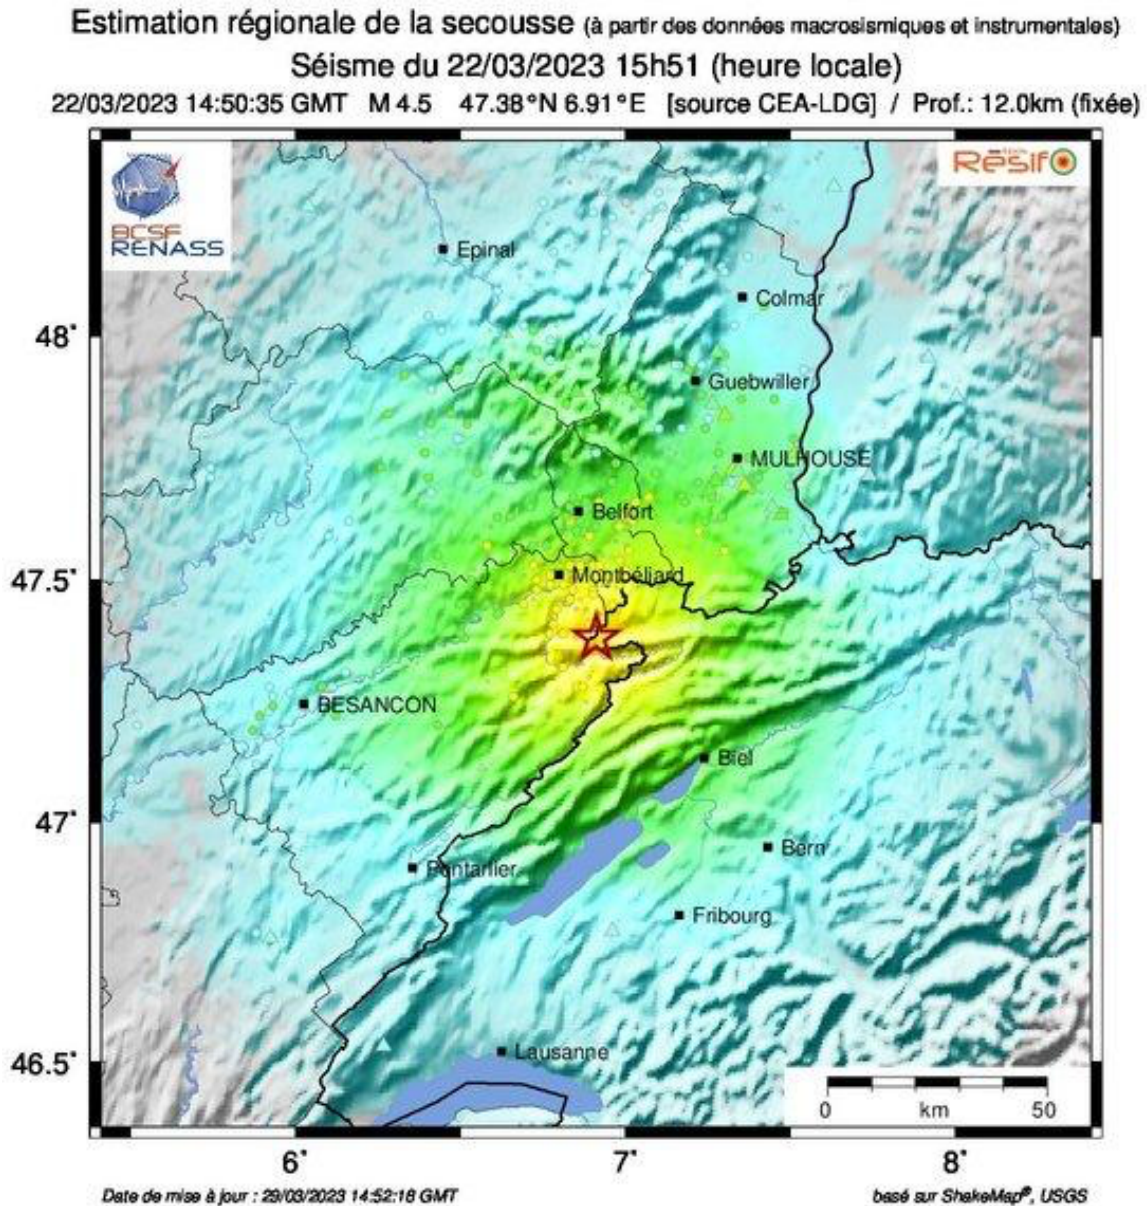 Estimation régionale de la secousse (à partir des données macrosismiques et instrumentales)
Séisme du 22/03/2023 15h51 (heure locale)
22/03/2023 14:50:35 GMT M 4.5 47.38°N 6.91°E [source CEA-LDG] / Prof.: 12.0km (fixée)
BCSF
RENASS
Résif
Epinal
Colmar
48°
Guebwiller
MULHOUSE
Belfort
47.5°
Montbéliard
BESANCON
Biel
47°
Bern
Pontarlier
Fribourg
46.5°
Lausanne
0 km 50
6° 7° 8°
Date de mise à jour : 29/03/2023 14:52:18 GMT
basé sur ShakeMap®, USGS